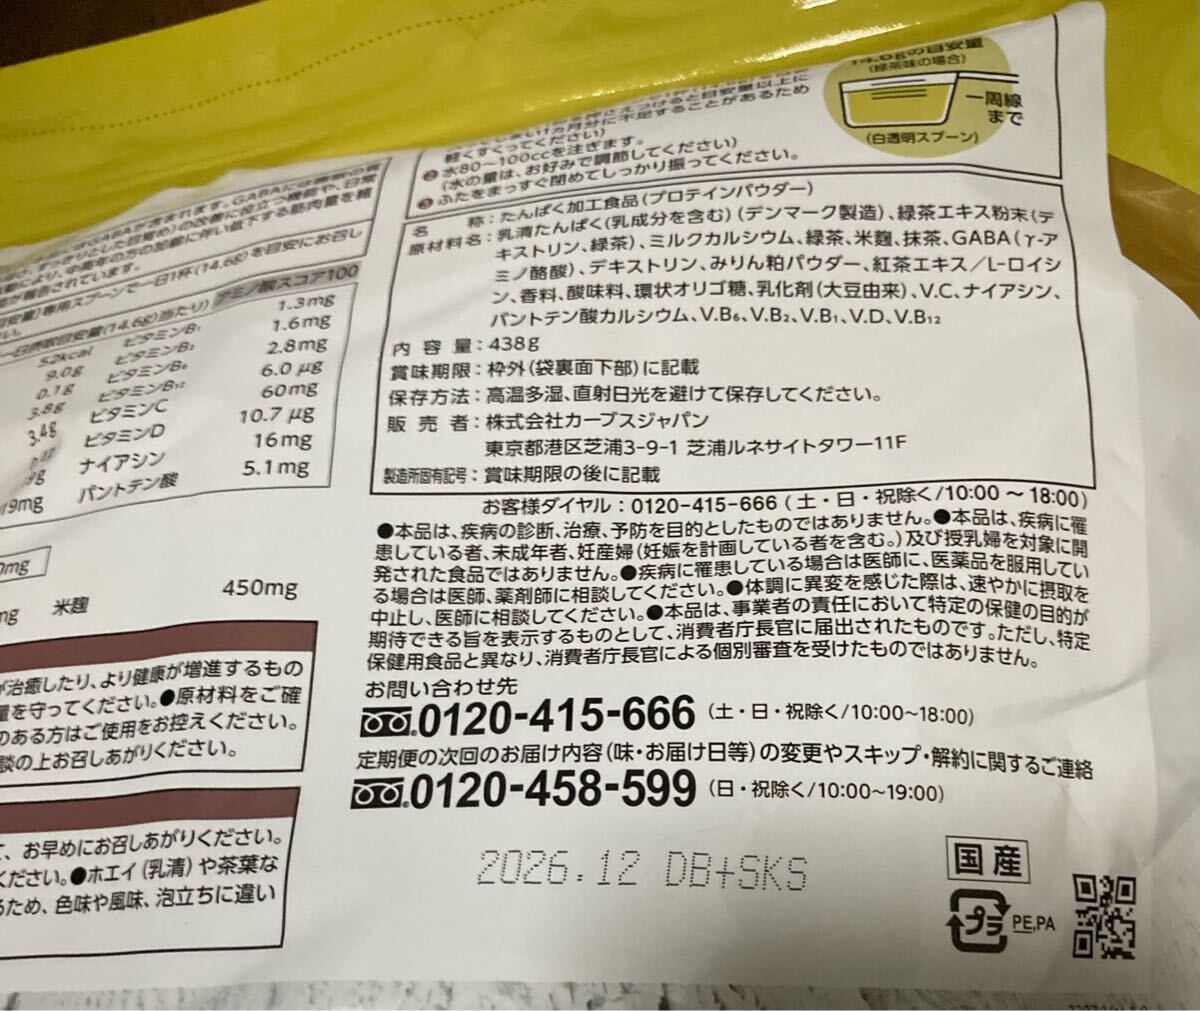 14.6gの目安量
(緑茶味の場合)
一周線
まで
(白透明スプーン)
軽くすくってください)
❷水80〜100ccを注ぎます。
(水の量は、お好みで調節してください)
❸ふたをまっすぐ閉めてしっかり振ってください。
名　　称:たんぱく加工食品(プロテインパウダー)
原材料名:乳清たんぱく(乳成分を含む)(デンマーク製造)、緑茶エキス粉末(デ
キストリン、緑茶)、ミルクカルシウム、緑茶、米麹、抹茶、GABA(γ-ア
ミノ酪酸)、デキストリン、みりん粕パウダー、紅茶エキス/L-ロイシ
ン、香料、酸味料、環状オリゴ糖、乳化剤(大豆由来)、V.C、ナイアシン、
パントテン酸カルシウム、V.B6、V.B2、V.B1、V.D、V.B12
内 容 量:438g
賞味期限:枠外(袋裏面下部)に記載
保存方法:高温多湿、直射日光を避けて保存してください。
販 売 者:株式会社カーブスジャパン
東京都港区芝浦3-9-1 芝浦ルネサイトタワー11F
製造所固有記号:賞味期限の後に記載
お客様ダイヤル:0120-415-666(土・日・祝除く/10:00〜18:00)
●本品は、疾病の診断、治療、予防を目的としたものではありません。●本品は、疾病に罹
患している者、未成年者、妊産婦(妊娠を計画している者を含む。)及び授乳婦を対象に開
発された食品ではありません。●疾病に罹患している場合は医師に、医薬品を服用してい
る場合は医師、薬剤師に相談してください。●体調に異変を感じた際は、速やかに摂取を
中止し、医師に相談してください。●本品は、事業者の責任において特定の保健の目的が
期待できる旨を表示するものとして、消費者庁長官に届出されたものです。ただし、特定
保健用食品と異なり、消費者庁長官による個別審査を受けたものではありません。
お問い合わせ先
0120-415-666 (土・日・祝除く/10:00~18:00)
定期便の次回のお届け内容(味・お届け日等)の変更やスキップ・解約に関するご連絡
0120-458-599 (日・祝除く/10:00~19:00)
2026.12 DB+SKS
国産
プラ PE,PA
一日1杯(14.6g)を目安にお召し
一日摂取目安量(14.6g)当たり) アミノ酸スコア100
52kcal ビタミンB1 1.3mg
9.0g ビタミンB2 1.6mg
0.1g ビタミンB6 2.8mg
3.8g ビタミンB12 6.0μg
3.4g ビタミンC 60mg
ビタミンD 10.7μg
ナイアシン 16mg
パントテン酸 5.1mg
米麹 450mg
が治癒したり、より健康が増進するもの
量を守ってください。●原材料をご確
のある方はご使用をお控えください。
談の上お召しあがりください。
て、お早めにお召しあがりください。
ください。●ホエイ(乳清)や茶葉な
るため、色味や風味、泡立ちに違い